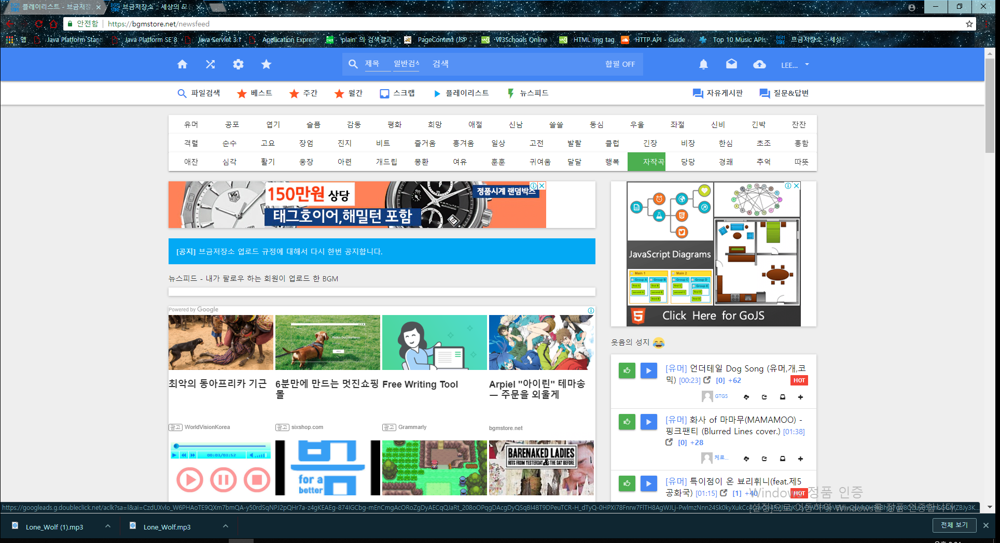 플레이리스트 - 브금저장
브금저장소 :: 세상의 모든
안전함 https://bgmstore.net/newsfeed
앱 Java Platform Stand Java Platform SE 8 Java Servlet 3.1 Application Expres 'plain' 의 검색결과 PageContext (JSP 2 W3Schools Online HTML img tag HTTP API - Guide Top 10 Music APIs 브금저장소 :: 세상의
제목 일반검색 검색 합필 OFF LEE...
파일검색 베스트 주간 월간 스크랩 플레이리스트 뉴스피드 자유게시판 질문&답변
유머 공포 엽기 슬픔 감동 평화 희망 애절 신남 쓸쓸 동심 우울 좌절 신비 긴박 잔잔
격렬 순수 고요 장엄 진지 비트 즐거움 흥겨움 일상 고전 발랄 클럽 긴장 비장 한심 초조 흥함
애잔 심각 활기 웅장 아련 개드립 몽환 여유 훈훈 귀여움 달달 행복 자작곡 당당 경쾌 추억 따뜻
150만원 상당
정품시계 랜덤박스
태그호이어,해밀턴 포함
[공지] 브금저장소 업로드 규정에 대해서 다시 한번 공지합니다.
뉴스피드 - 내가 팔로우 하는 회원이 업로드 한 BGM
Powered by Google
최악의 동아프리카 기근
6분만에 만드는 멋진쇼핑
몰
Free Writing Tool
Arpiel "아이린" 테마송
— 주문을 외울게
광고 WorldVisionKorea
광고 sixshop.com
광고 Grammarly
bgmstore.net
00:03/03:52
for a
better
BARENAKED LADIES
HITS FROM YESTERDAY & THE DAY BEFORE
JavaScript Diagrams
Main 1
Main 2
Group A
Group B
Group C
Group D
Group E
Click Here for GoJS
웃음의 성지
[유머] 언더테일 Dog Song (유머,개,코
믹) [00:23] [0] +62
HOT
GTGS
[유머] 화사 of 마마무(MAMAMOO) -
핑크팬티 (Blurred Lines cover.) [01:38]
[0] +28
케로...
[유머] 특이점이 온 보리휘니(feat.제5
공화국) [01:15] [1] +40
HOT
Windows 정품 인증
[설정]으로 이동하여 Windows를 정품 인증합니다.
Lone_Wolf (1).mp3
Lone_Wolf.mp3
전체 보기